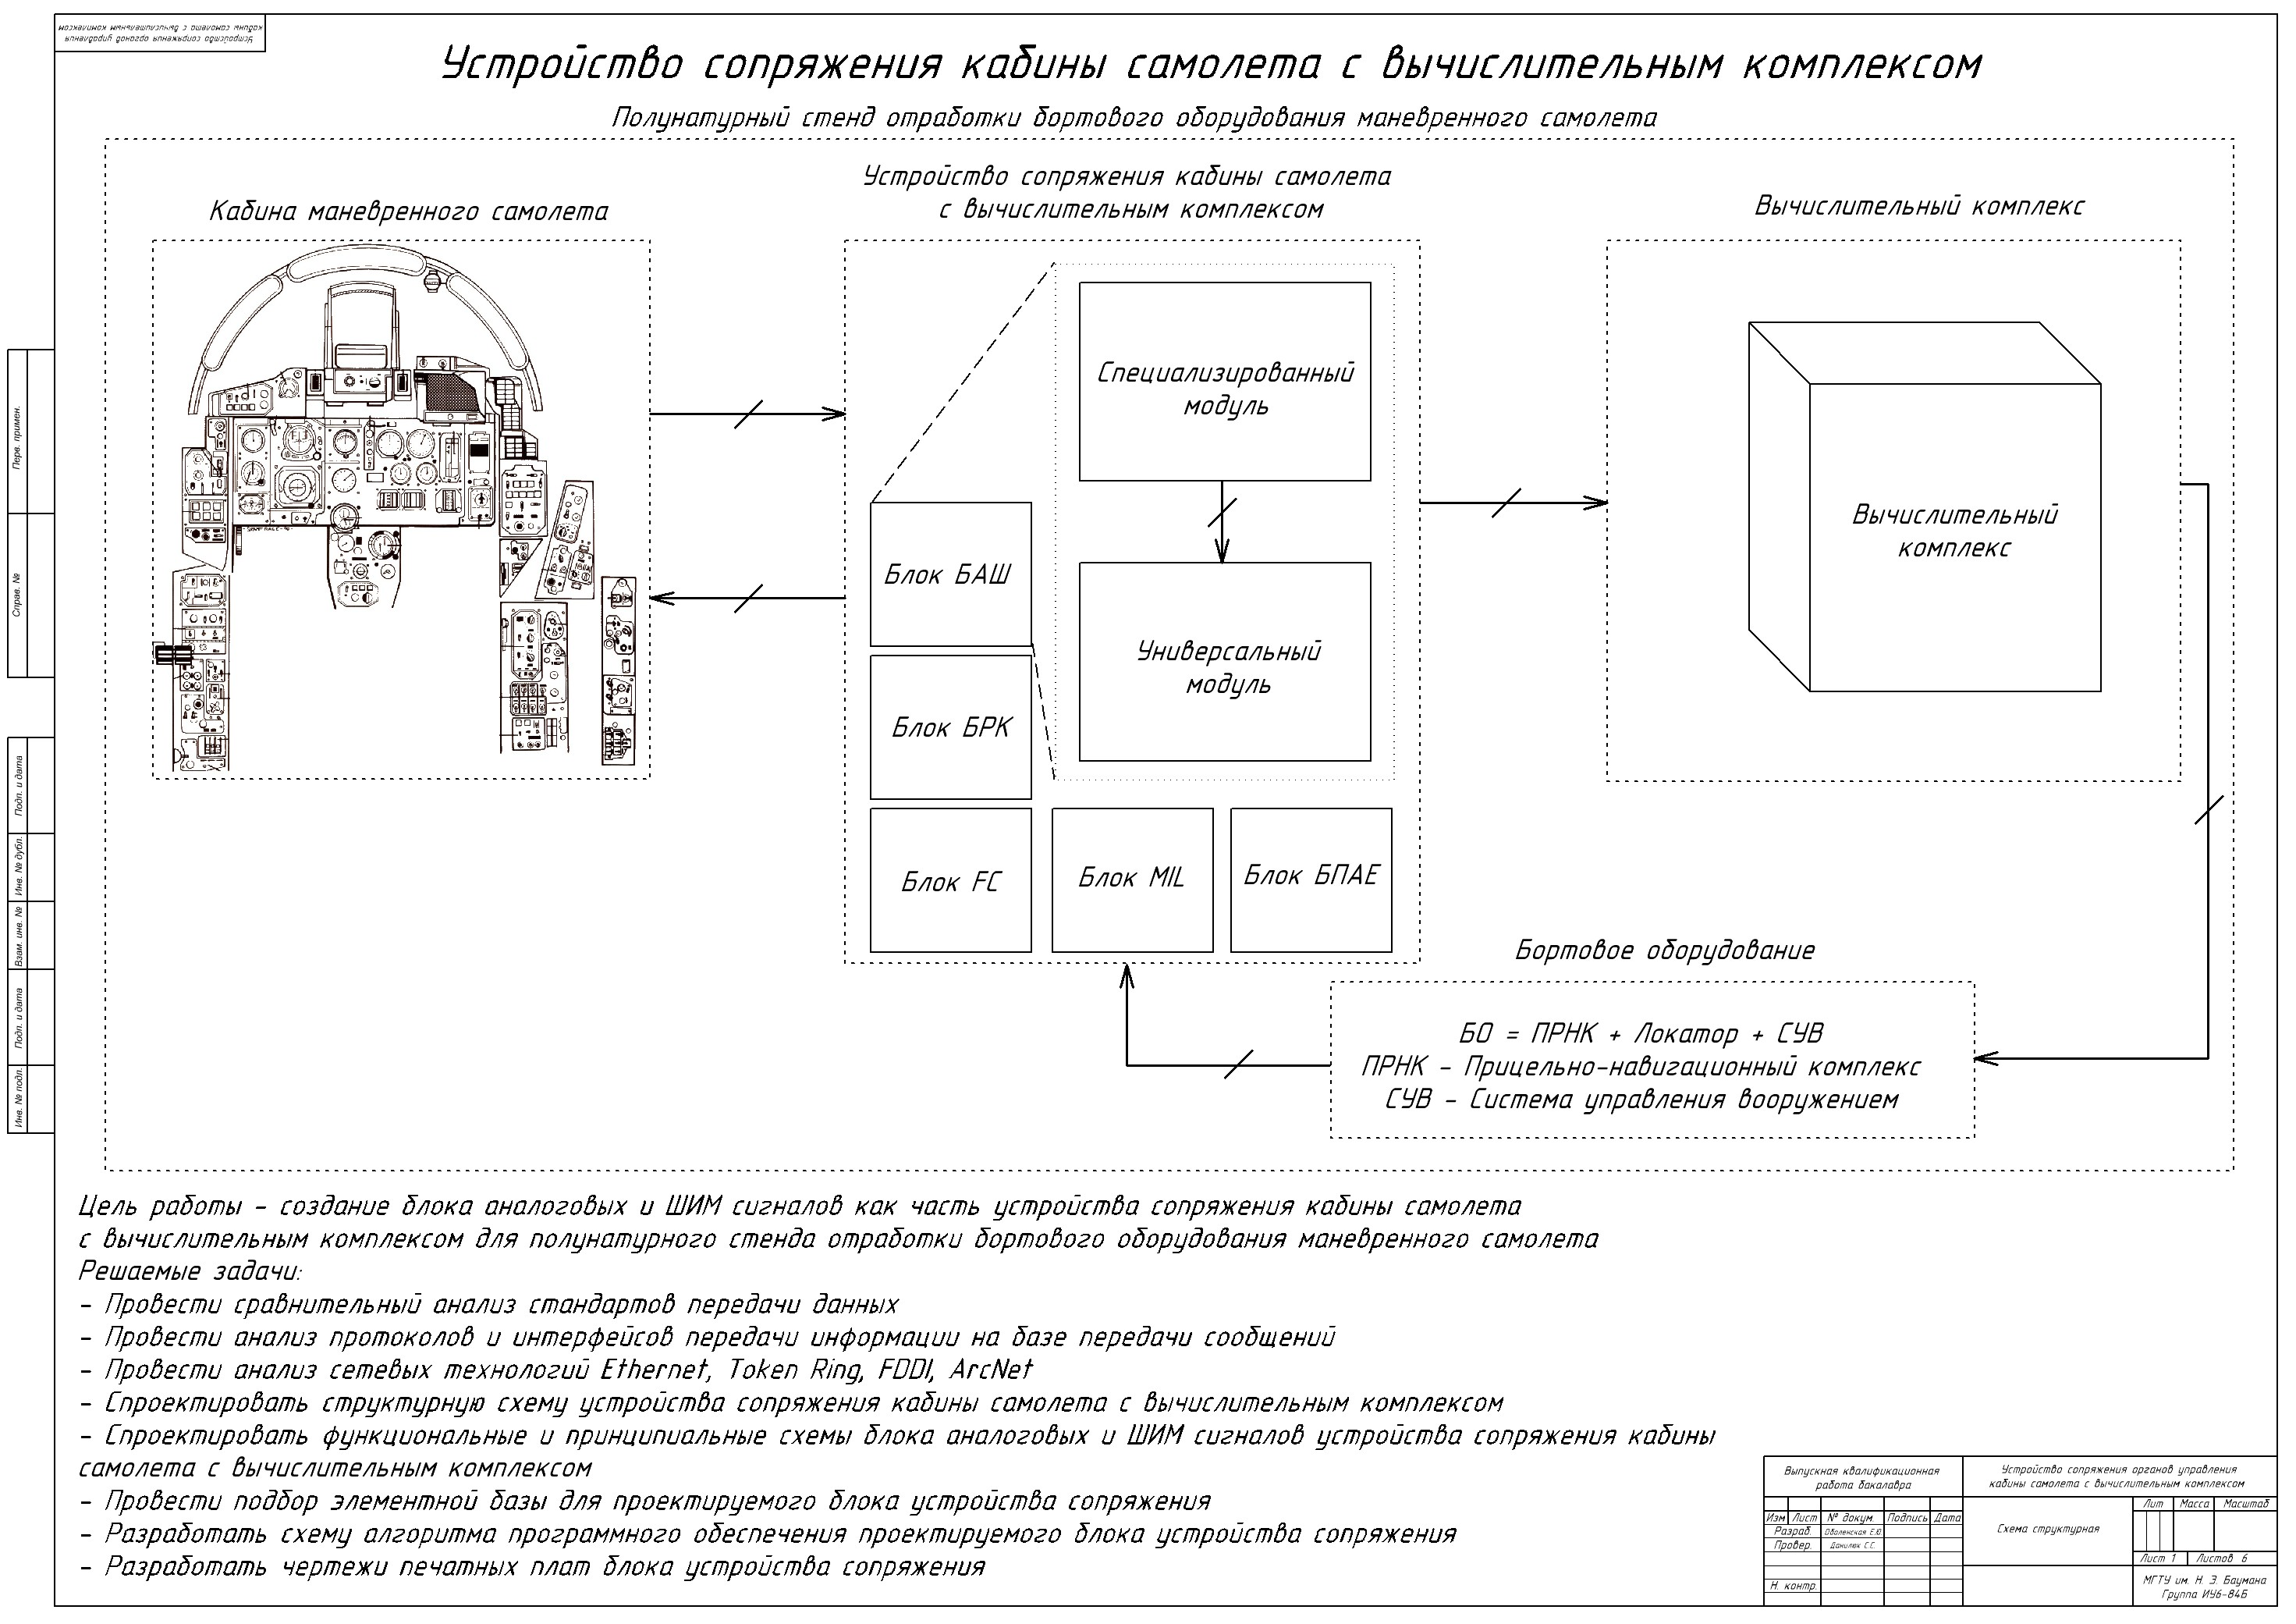 Устройство сопряжения органов управления
кабины самолета с вычислительным комплексом
Устройство сопряжения кабины самолета с вычислительным комплексом
Полунатурный стенд отработки бортового оборудования маневренного самолета
Кабина маневренного самолета
Устройство сопряжения кабины самолета
с вычислительным комплексом
Вычислительный комплекс
Специализированный
модуль
Универсальный
модуль
Блок БАШ
Блок БРК
Блок FC
Блок MIL
Блок БПАЕ
Вычислительный
комплекс
Бортовое оборудование
БО = ПРНК + Локатор + СУВ
ПРНК - Прицельно-навигационный комплекс
СУВ - Система управления вооружением
Перв. примен.
Справ. №
Подп. и дата
Инв. № дубл.
Взам. инв. №
Подп. и дата
Инв. № подл.
Цель работы - создание блока аналоговых и ШИМ сигналов как часть устройства сопряжения кабины самолета
с вычислительным комплексом для полунатурного стенда отработки бортового оборудования маневренного самолета
Решаемые задачи:
- Провести сравнительный анализ стандартов передачи данных
- Провести анализ протоколов и интерфейсов передачи информации на базе передачи сообщений
- Провести анализ сетевых технологий Ethernet, Token Ring, FDDI, ArcNet
- Спроектировать структурную схему устройства сопряжения кабины самолета с вычислительным комплексом
- Спроектировать функциональные и принципиальные схемы блока аналоговых и ШИМ сигналов устройства сопряжения кабины
самолета с вычислительным комплексом
- Провести подбор элементной базы для проектируемого блока устройства сопряжения
- Разработать схему алгоритма программного обеспечения проектируемого блока устройства сопряжения
- Разработать чертежи печатных плат блока устройства сопряжения
Выпускная квалификационная
работа бакалавра
Устройство сопряжения органов управления
кабины самолета с вычислительным комплексом
Изм Лист № докум. Подпись Дата
Разраб. Оболенская Е.Ю.
Провер. Данилюк С.Г.
Н. контр.
Схема структурная
Лит Масса Масштаб
Лист 1 Листов 6
МГТУ им. Н. Э. Баумана
Группа ИУ6-84Б